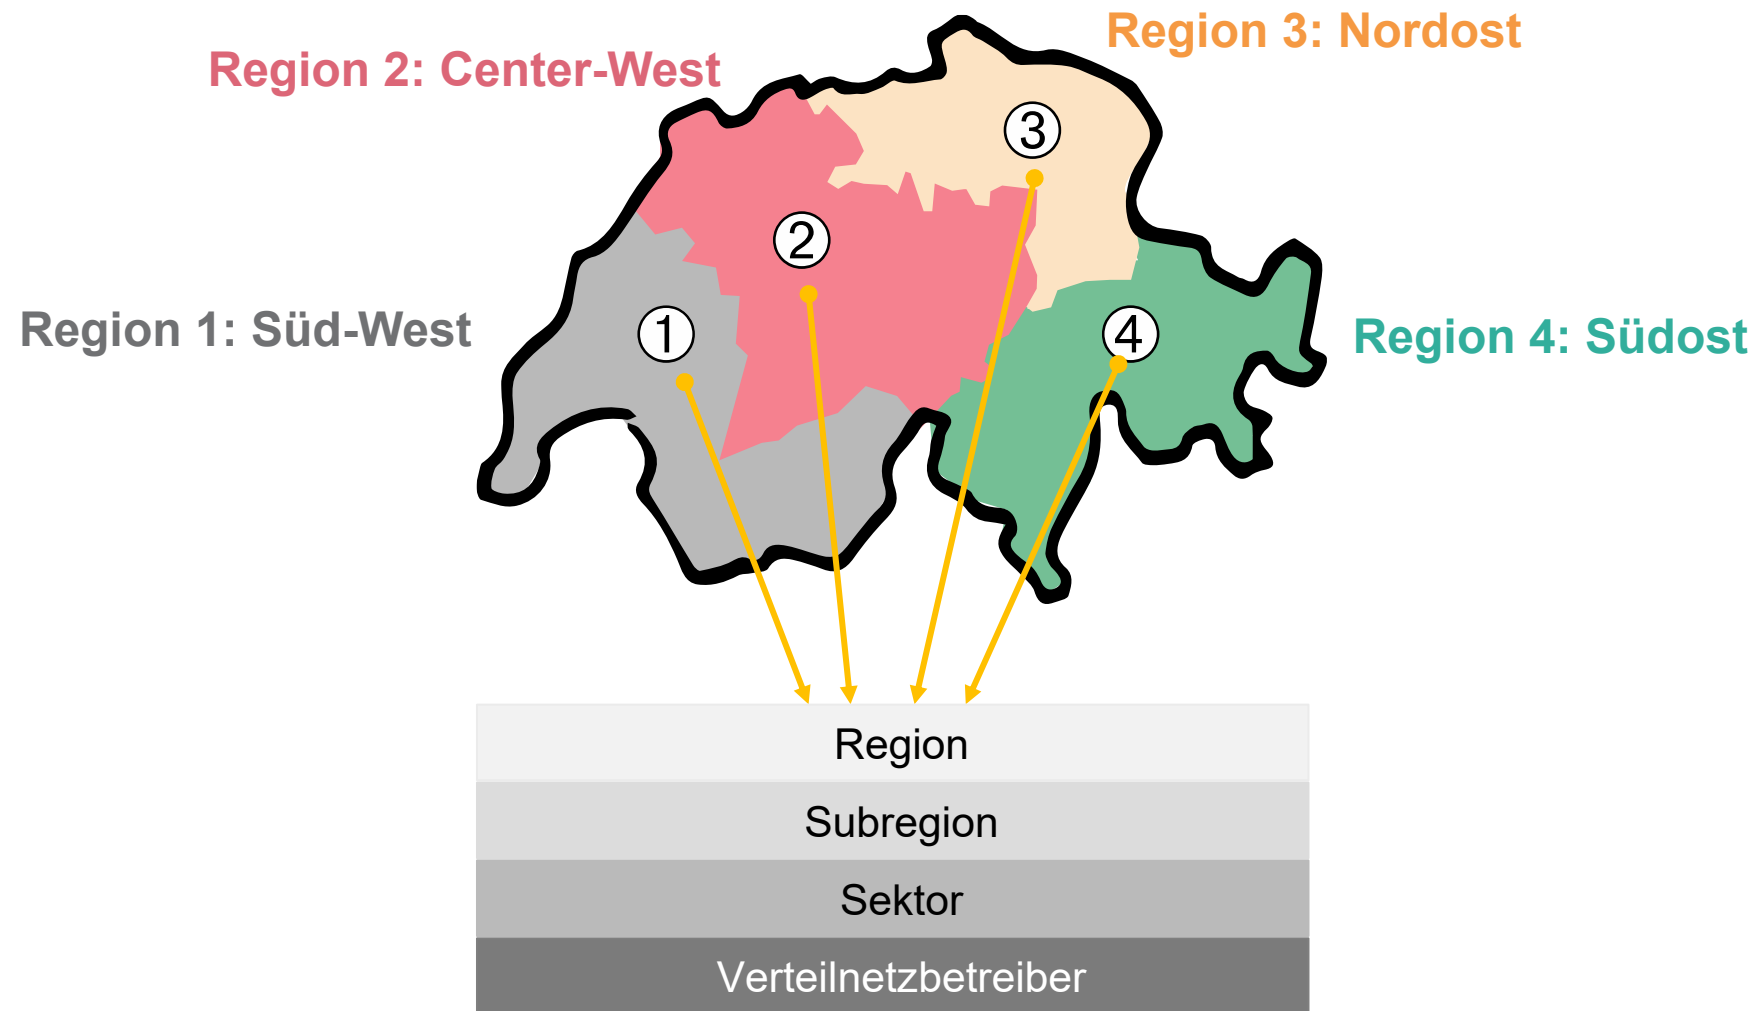 Region 3: Nordost
Region 2: Center-West
3
2
1
4
Region 1: Süd-West
Region 4: Südost
Region
Subregion
Sektor
Verteilnetzbetreiber